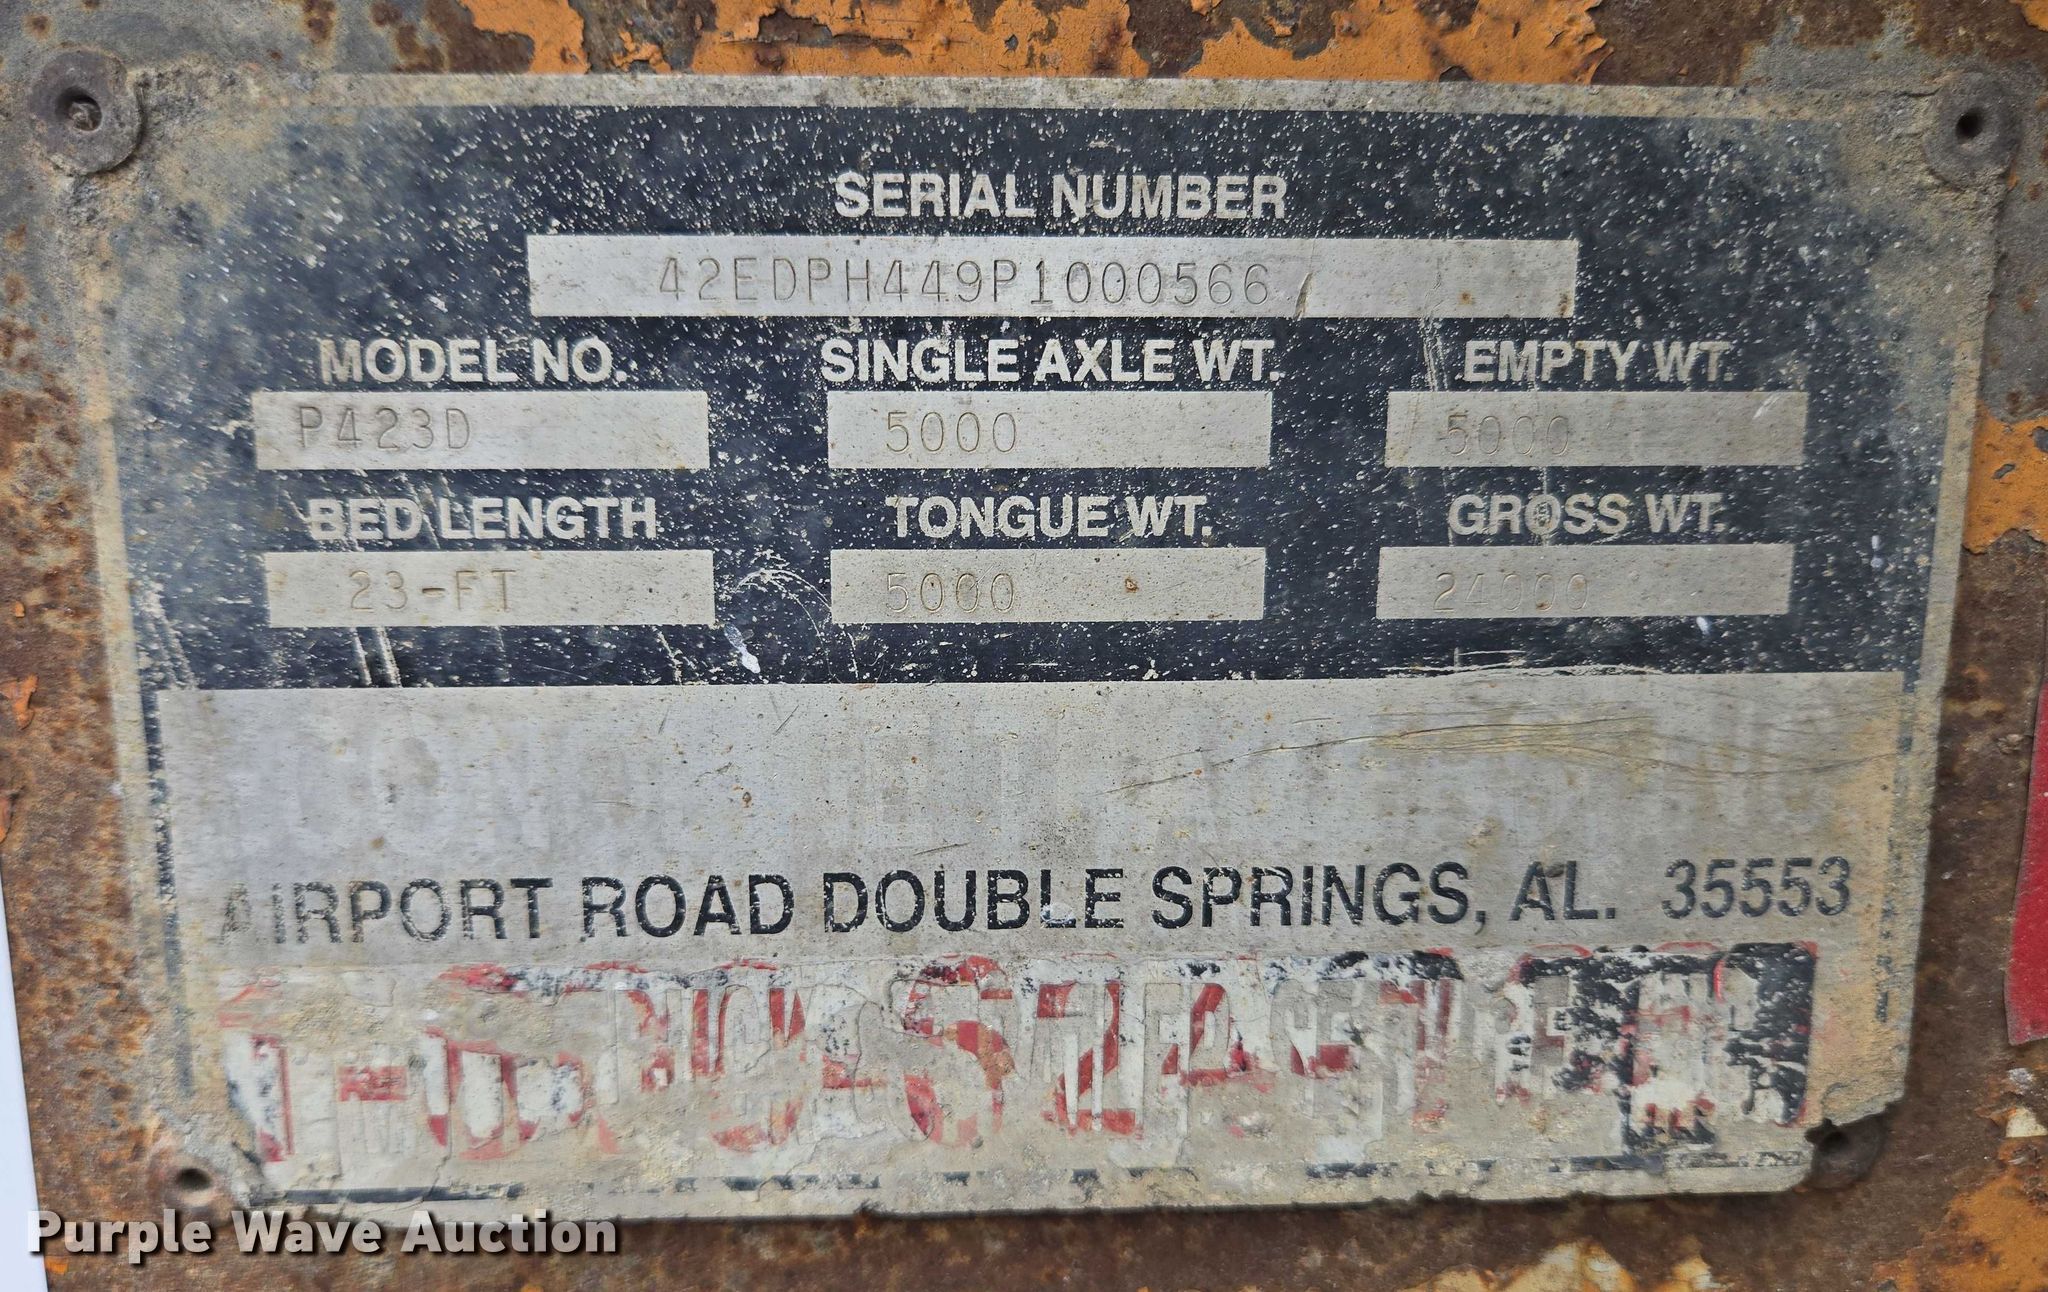 SERIAL NUMBER
42EDPH449P1000566
MODEL NO. SINGLE AXLE WT. EMPTY WT.
P423D 5000 5000
BED LENGTH TONGUE WT. GROSS WT.
23-FT 5000 24000
AIRPORT ROAD DOUBLE SPRINGS, AL. 35553
Purple Wave Auction